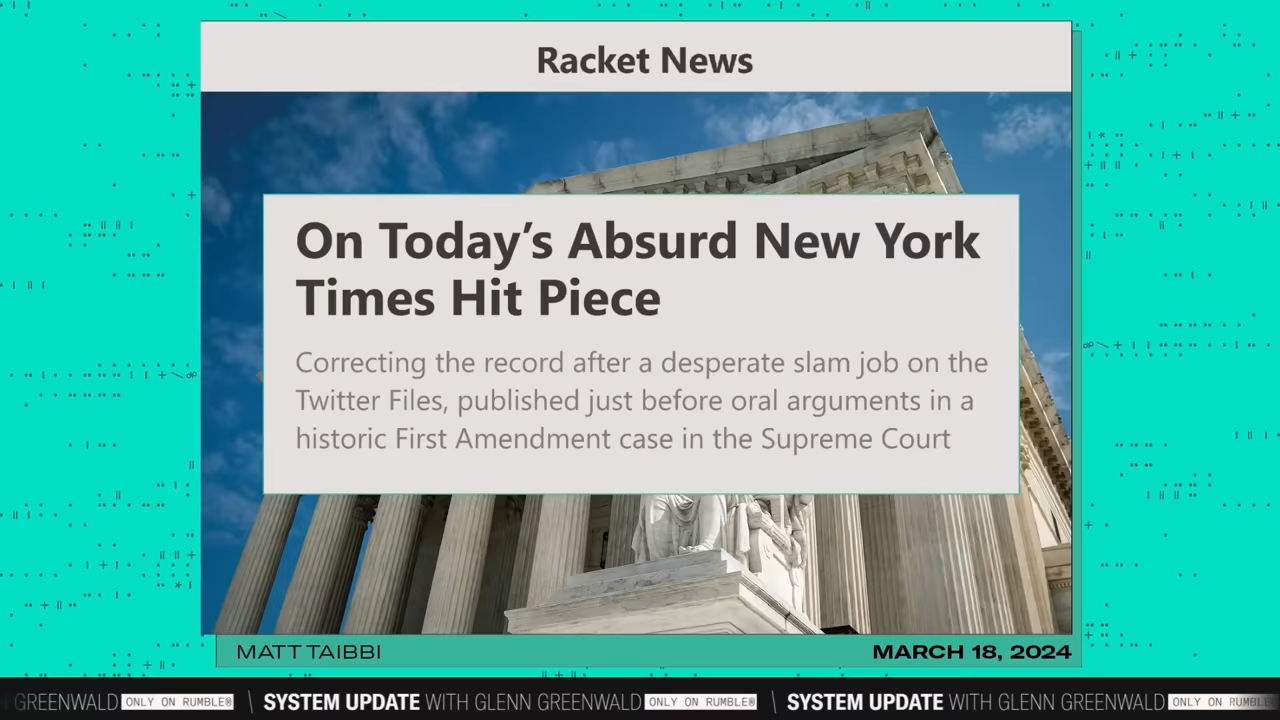 Racket News
On Today's Absurd New York
Times Hit Piece
Correcting the record after a desperate slam job on the
Twitter Files, published just before oral arguments in a
historic First Amendment case in the Supreme Court
MATT TAIBBI MARCH 18, 2024
GREENWALD ONLY ON RUMBLE® \ SYSTEM UPDATE WITH GLENN GREENWALD ONLY ON RUMBLE® \ SYSTEM UPDATE WITH GLENN GREENWALD ONLY ON RUMBLE